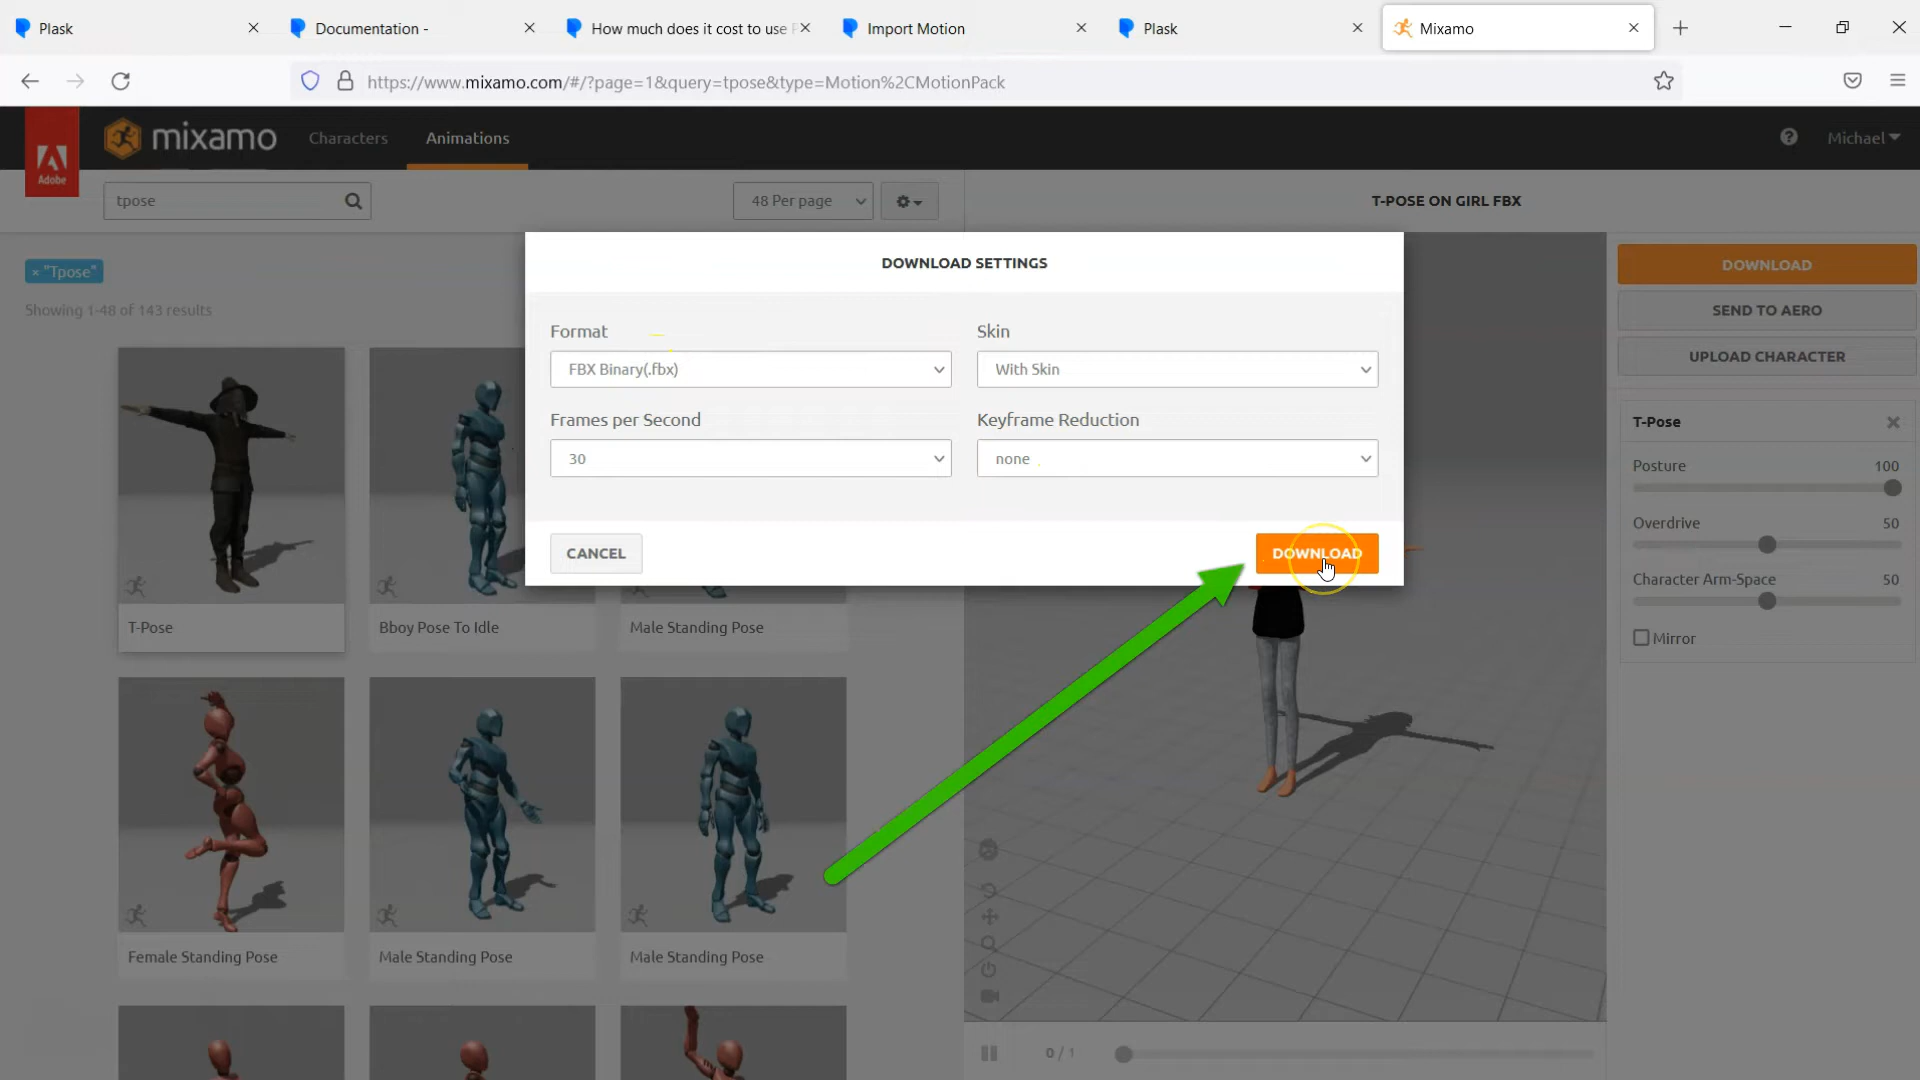 Plask
Documentation -
How much does it cost to use
Import Motion
Plask
Mixamo
https://www.mixamo.com/#/?page=1&query=tpose&type=Motion%2CMotionPack
Adobe
mixamo
Characters
Animations
Michael
tpose
48 Per page
T-POSE ON GIRL FBX
× "Tpose"
Showing 1-48 of 143 results
DOWNLOAD SETTINGS
Format
Skin
FBX Binary(.fbx)
With Skin
Frames per Second
Keyframe Reduction
30
none
CANCEL
DOWNLOAD
DOWNLOAD
SEND TO AERO
UPLOAD CHARACTER
T-Pose
Posture 100
Overdrive 50
Character Arm-Space 50
Mirror
T-Pose
Bboy Pose To Idle
Male Standing Pose
Female Standing Pose
Male Standing Pose
Male Standing Pose
0 / 1